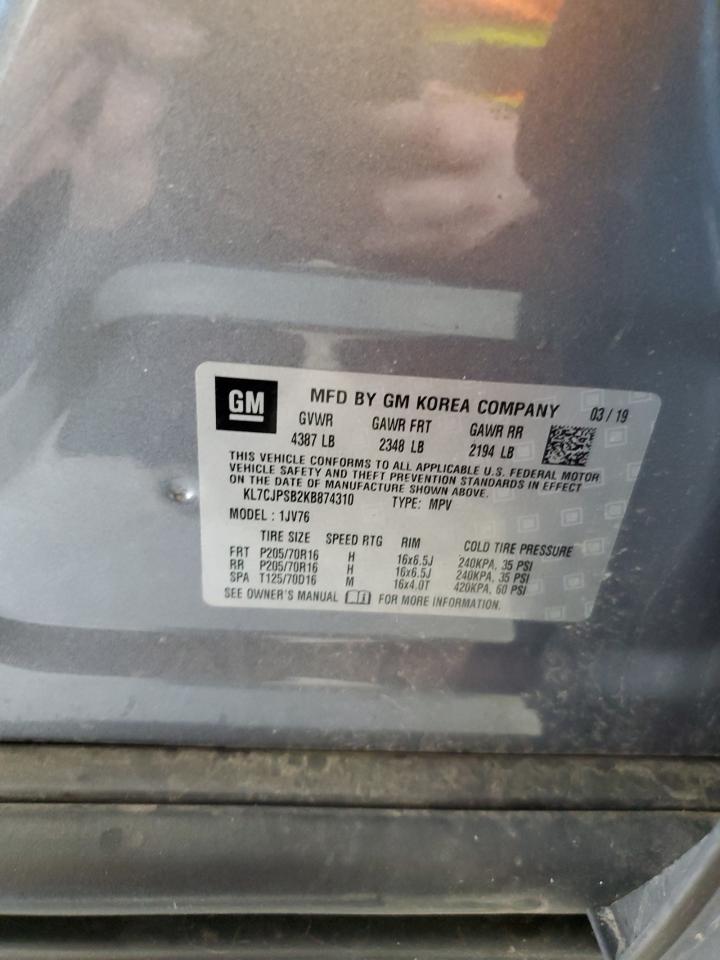 GM
MFD BY GM KOREA COMPANY 03 / 19
GVWR GAWR FRT GAWR RR
4387 LB 2348 LB 2194 LB
THIS VEHICLE CONFORMS TO ALL APPLICABLE U.S. FEDERAL MOTOR
VEHICLE SAFETY AND THEFT PREVENTION STANDARDS IN EFFECT
ON THE DATE OF MANUFACTURE SHOWN ABOVE.
KL7CJPSB2KB874310 TYPE: MPV
MODEL : 1JV76
TIRE SIZE SPEED RTG RIM COLD TIRE PRESSURE
FRT P205/70R16 H 16x6.5J 240KPA, 35 PSI
RR P205/70R16 H 16x6.5J 240KPA, 35 PSI
SPA T125/70D16 M 16x4.0T 420KPA, 60 PSI
SEE OWNER'S MANUAL FOR MORE INFORMATION.